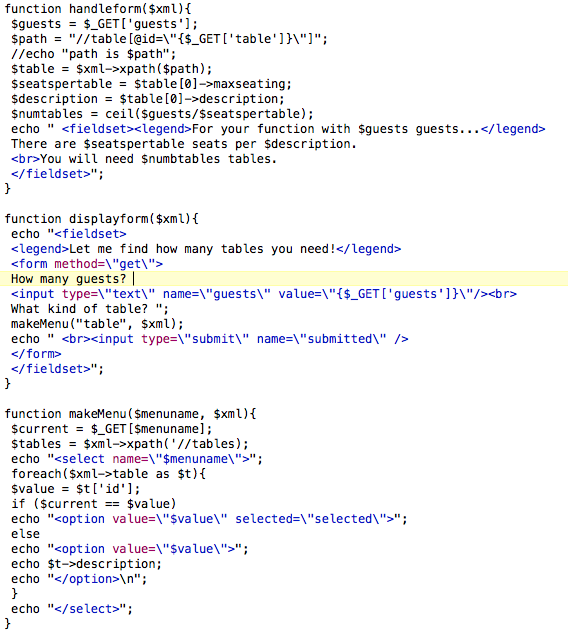 function handleform($xml){
$guests = $_GET['guests'];
$path = "//table[@id=\"{$_GET['table']}\"]";
//echo "path is $path";
$table = $xml->xpath($path);
$seatspertable = $table[0]->maxseating;
$description = $table[0]->description;
$numtables = ceil($guests/$seatspertable);
echo " <fieldset><legend>For your function with $guests guests...</legend>
There are $seatspertable seats per $description.
<br>You will need $numbtables tables.
</fieldset>";
}
function displayform($xml){
echo "<fieldset>
<legend>Let me find how many tables you need!</legend>
<form method=\"get\">
How many guests?
<input type=\"text\" name=\"guests\" value=\"{$_GET['guests']}\"/><br>
What kind of table? ";
makeMenu("table", $xml);
echo " <br><input type=\"submit\" name=\"submitted\" />
</form>
</fieldset>";
}
function makeMenu($menuname, $xml){
$current = $_GET[$menuname];
$tables = $xml->xpath('//tables);
echo "<select name=\"$menuname\">";
foreach($xml->table as $t){
$value = $t['id'];
if ($current == $value)
echo "<option value=\"$value\" selected=\"selected\">";
else
echo "<option value=\"$value\">";
echo $t->description;
echo "</option>\n";
}
echo "</select>";
}